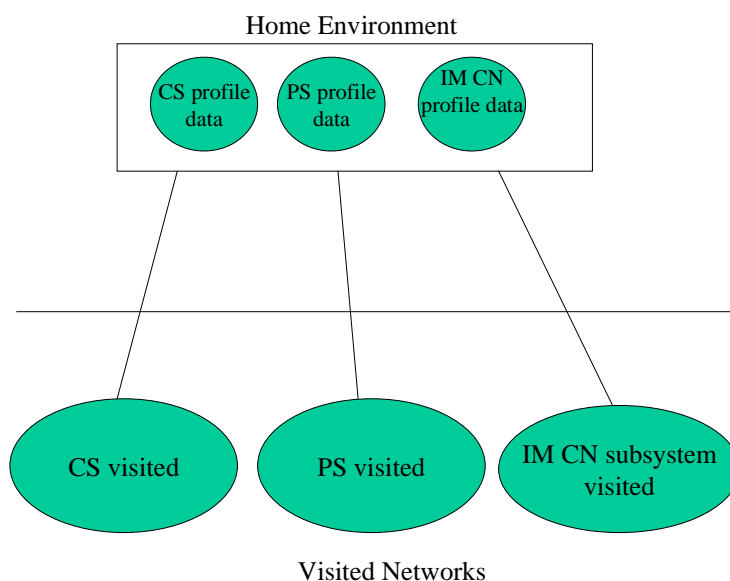 Home Environment
CS profile
data
PS profile
data
IM CN
profile data
CS visited
PS visited
IM CN subsystem
visited
Visited Networks